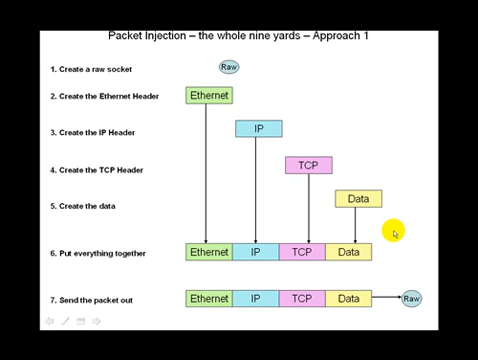 Packet Injection – the whole nine yards – Approach 1
1. Create a raw socket
Raw
2. Create the Ethernet Header
Ethernet
3. Create the IP Header
IP
4. Create the TCP Header
TCP
5. Create the data
Data
6. Put everything together
Ethernet IP TCP Data
7. Send the packet out
Ethernet IP TCP Data Raw